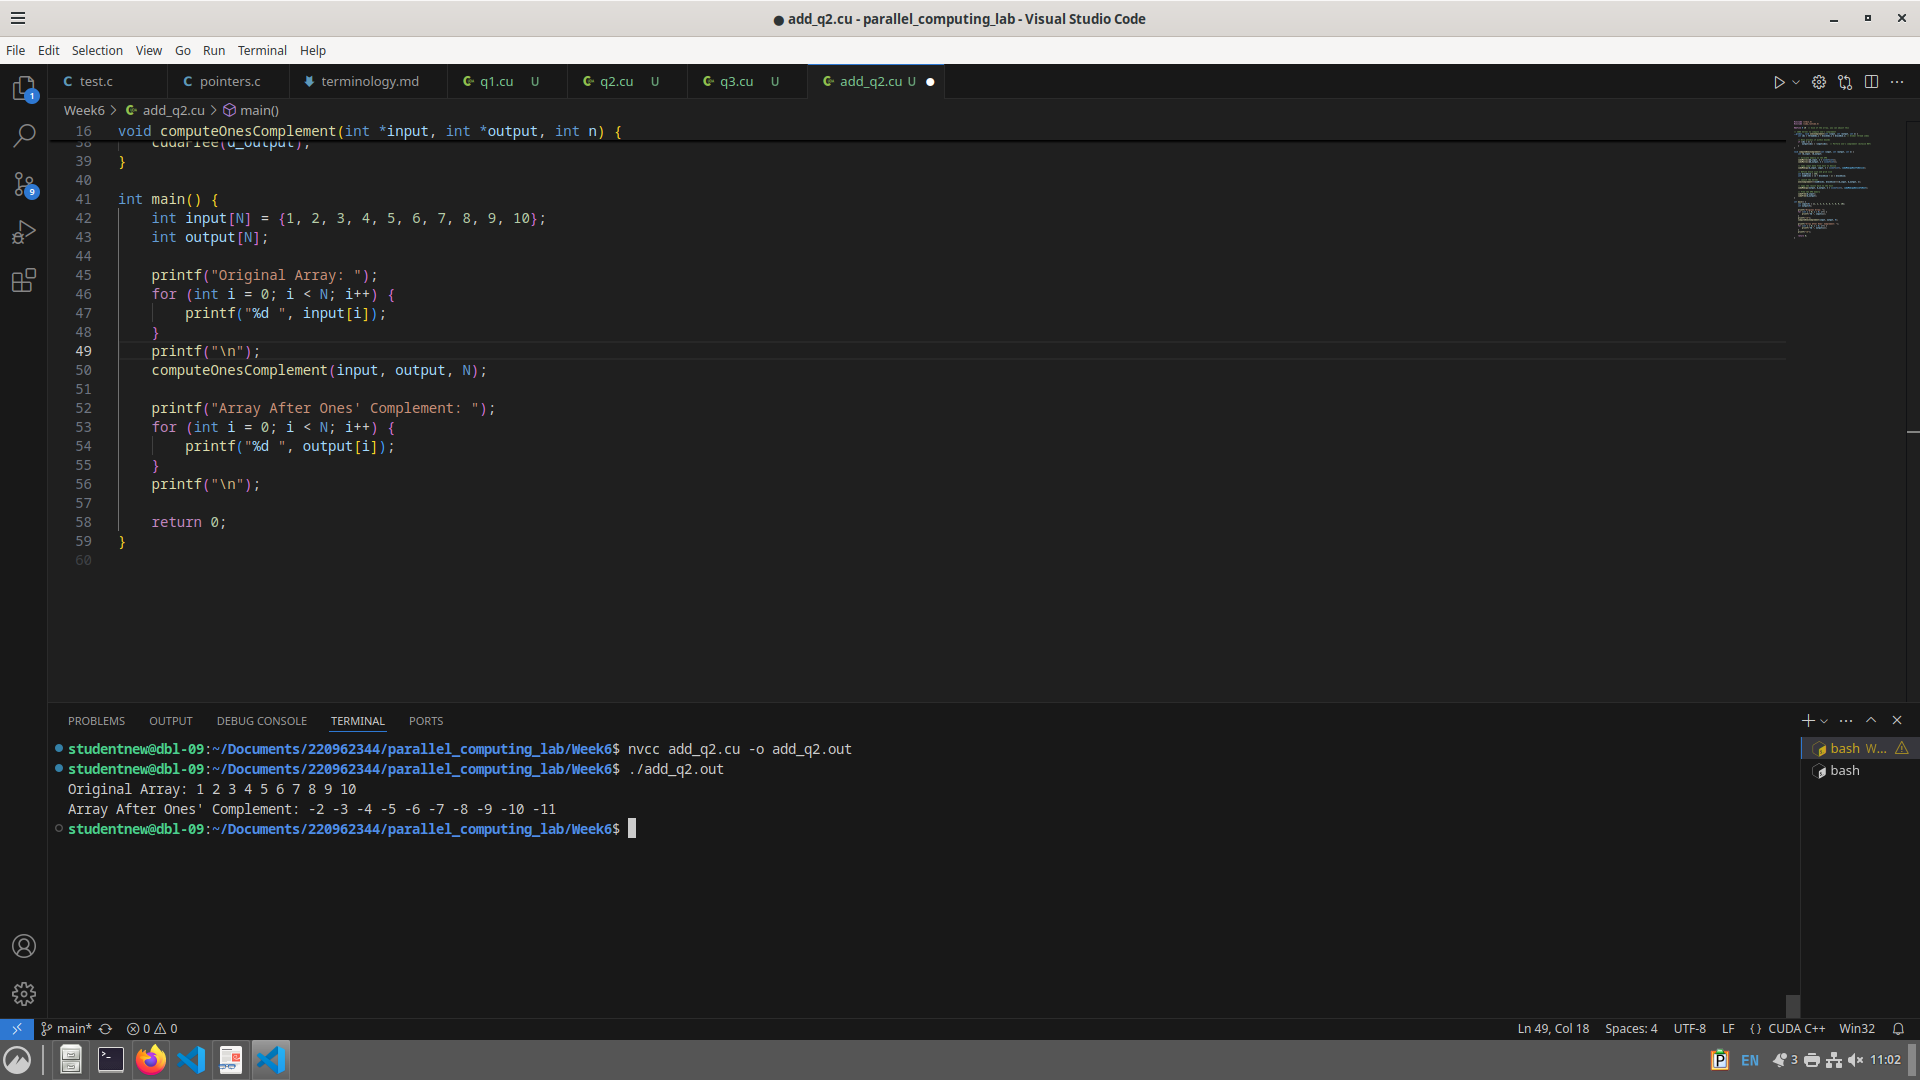 add_q2.cu - parallel_computing_lab - Visual Studio Code
File Edit Selection View Go Run Terminal Help
test.c pointers.c terminology.md q1.cu U q2.cu U q3.cu U add_q2.cu U
Week6 > add_q2.cu > main()
16 void computeOnesComplement(int *input, int *output, int n) {
38 cudaFree(d_output);
39 }
40
41 int main() {
42 int input[N] = {1, 2, 3, 4, 5, 6, 7, 8, 9, 10};
43 int output[N];
44
45 printf("Original Array: ");
46 for (int i = 0; i < N; i++) {
47 printf("%d ", input[i]);
48 }
49 printf("\n");
50 computeOnesComplement(input, output, N);
51
52 printf("Array After Ones' Complement: ");
53 for (int i = 0; i < N; i++) {
54 printf("%d ", output[i]);
55 }
56 printf("\n");
57
58 return 0;
59 }
60
PROBLEMS OUTPUT DEBUG CONSOLE TERMINAL PORTS
studentnew@dbl-09:~/Documents/220962344/parallel_computing_lab/Week6$ nvcc add_q2.cu -o add_q2.out
studentnew@dbl-09:~/Documents/220962344/parallel_computing_lab/Week6$ ./add_q2.out
Original Array: 1 2 3 4 5 6 7 8 9 10
Array After Ones' Complement: -2 -3 -4 -5 -6 -7 -8 -9 -10 -11
studentnew@dbl-09:~/Documents/220962344/parallel_computing_lab/Week6$
bash W...
bash
1
9
main* 0 0 Ln 49, Col 18 Spaces: 4 UTF-8 LF {} CUDA C++ Win32
P EN 3 11:02